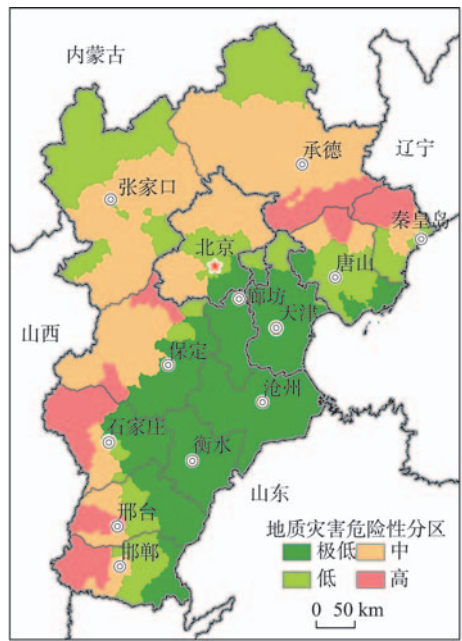 内蒙古
承德
辽宁
张家口
秦皇岛
北京
唐山
廊坊
天津
山西
保定
沧州
石家庄
衡水
山东
邢台
地质灾害危险性分区
极低
中
邯郸
低
高
0 50 km